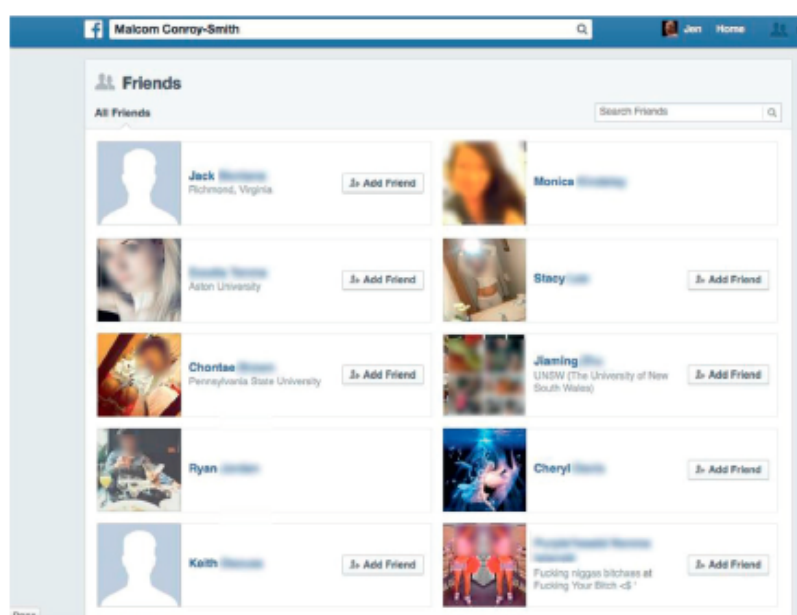 f Malcom Conroy-Smith Jen Home
Friends
All Friends Search Friends
Jack
Richmond, Virginia
Add Friend
Monica
Aston University
Add Friend
Stacy
Add Friend
Chontae
Pennsylvania State University
Add Friend
Jiaming
UNSW (The University of New
South Wales)
Add Friend
Ryan
Cheryl
Add Friend
Keith
Add Friend
Fucking niggas bitchass at
Fucking Your Bitch <$ '
Add Friend